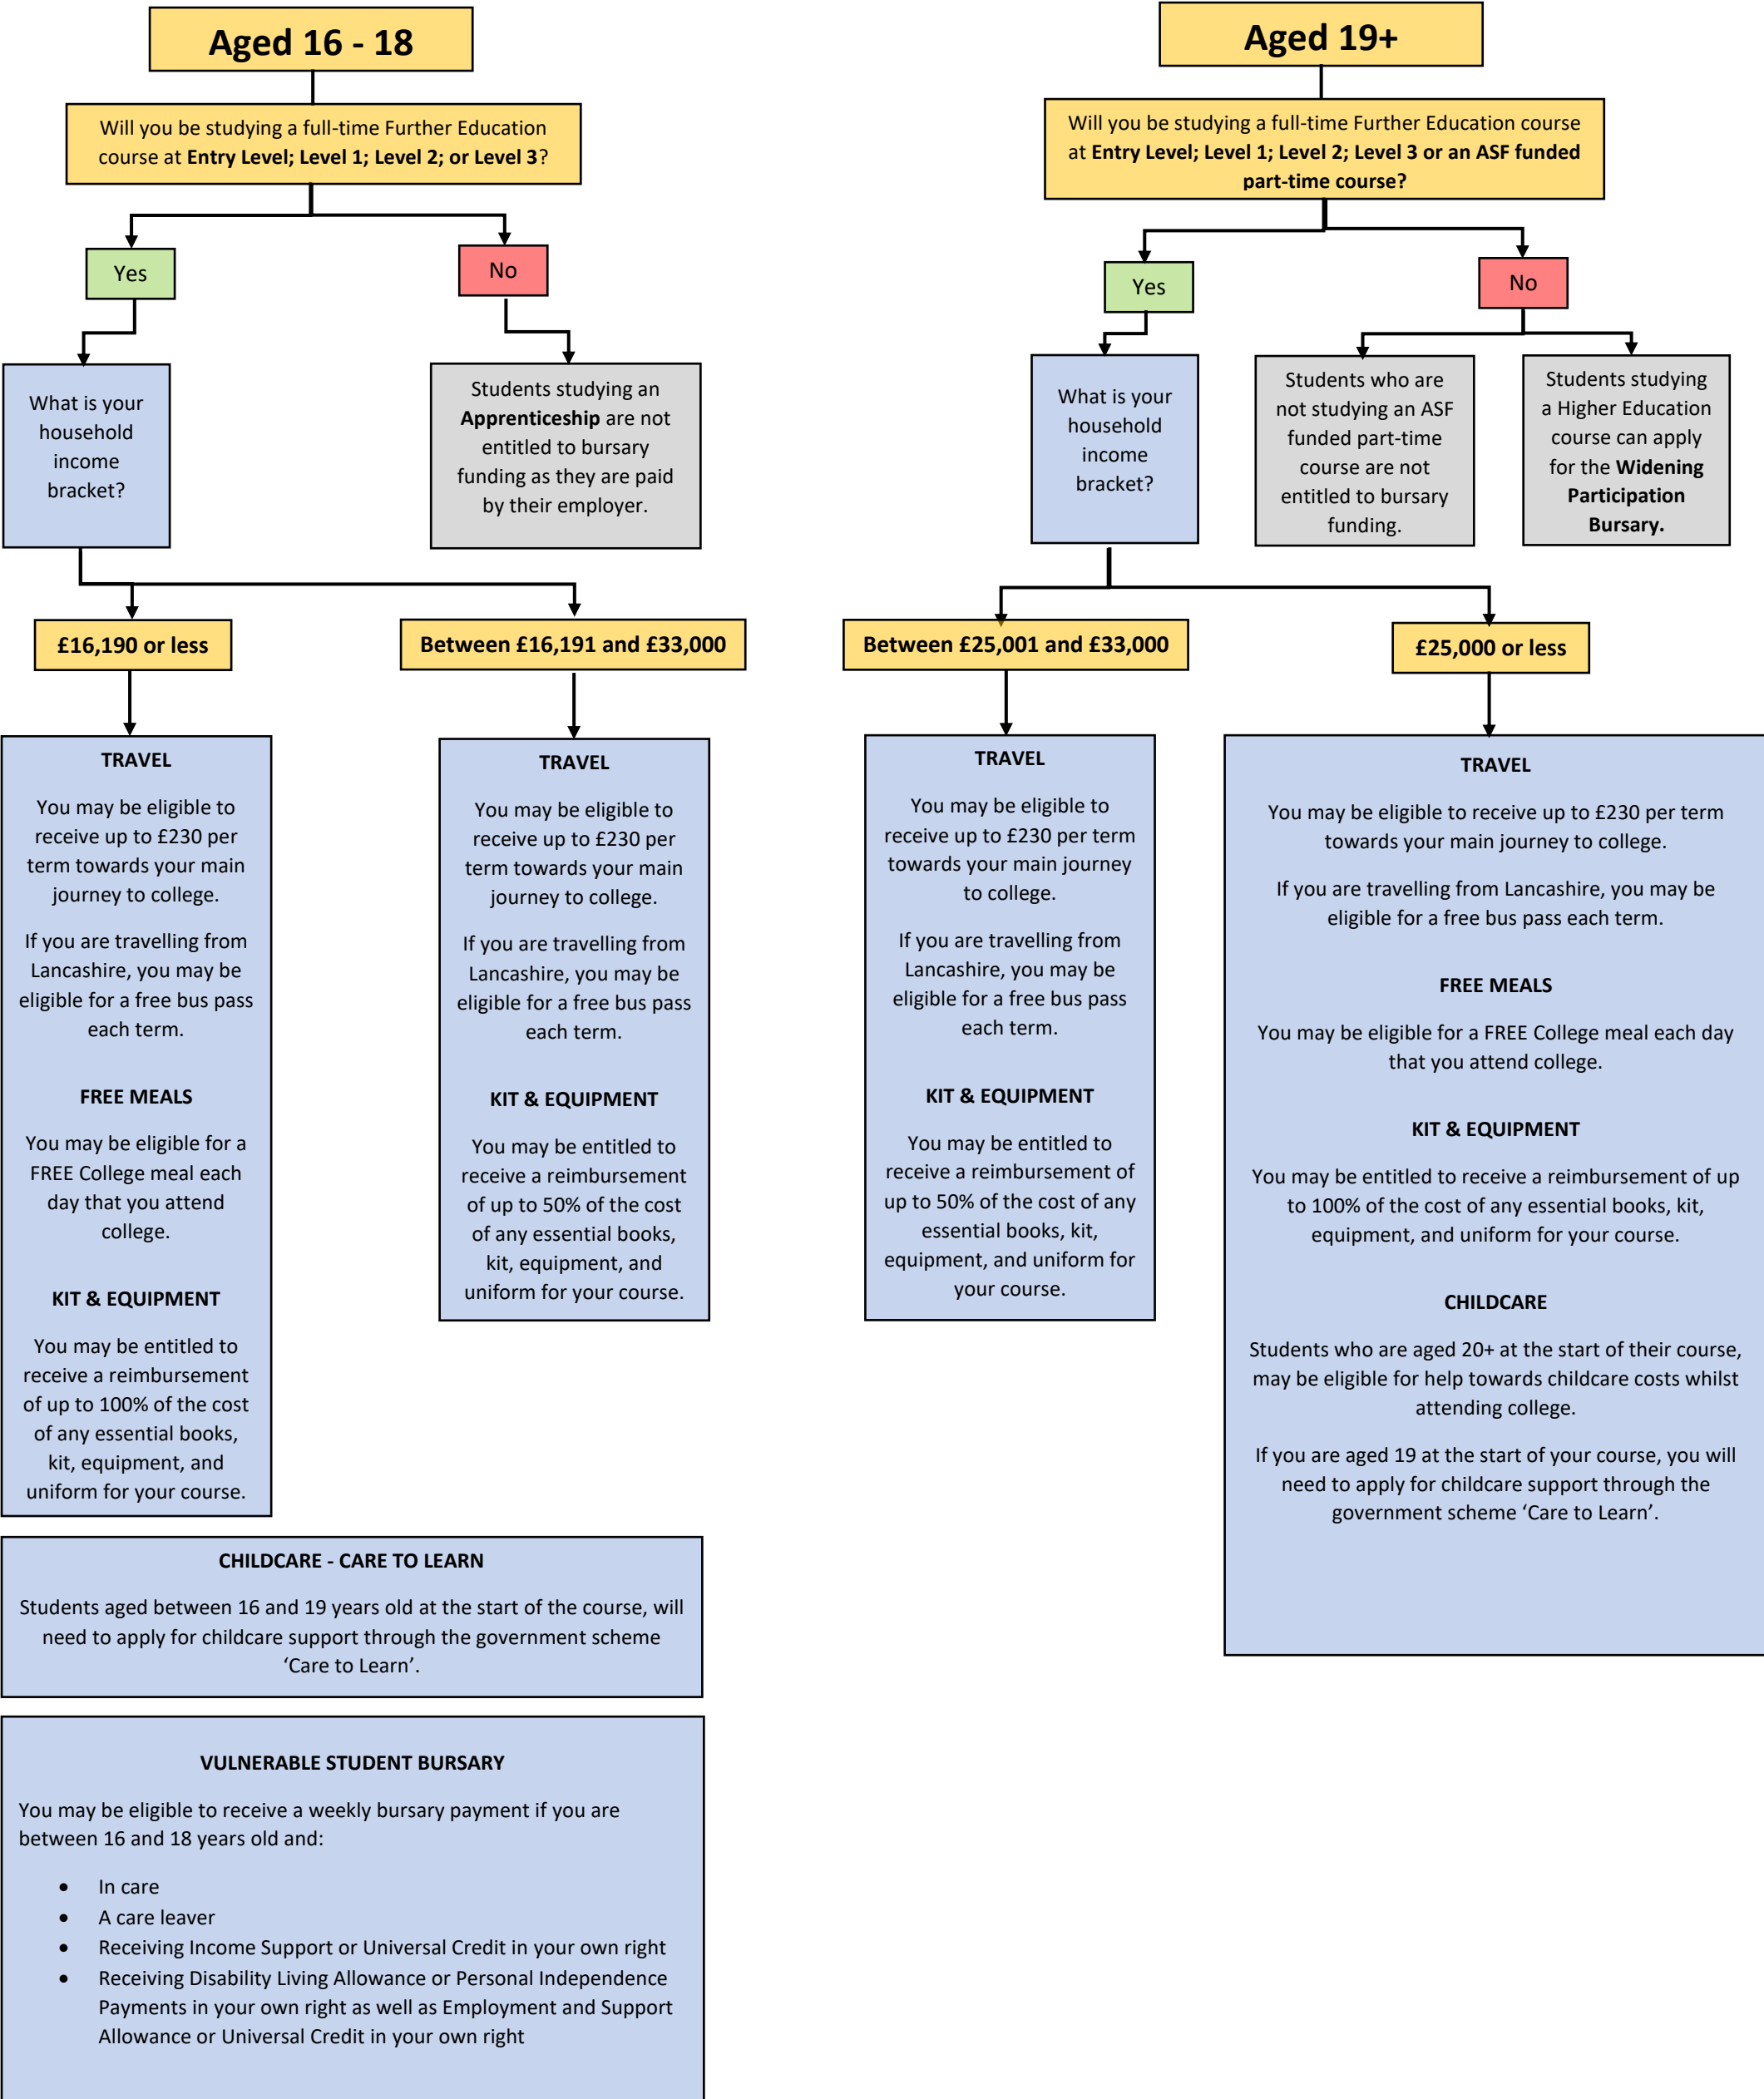 Aged 16 - 18
Will you be studying a full-time Further Education
course at Entry Level; Level 1; Level 2; or Level 3?
Yes
No
What is your
household
income
bracket?
Students studying an
Apprenticeship are not
entitled to bursary
funding as they are paid
by their employer.
£16,190 or less
Between £16,191 and £33,000
TRAVEL
You may be eligible to
receive up to £230 per
term towards your main
journey to college.
If you are travelling from
Lancashire, you may be
eligible for a free bus pass
each term.
FREE MEALS
You may be eligible for a
FREE College meal each
day that you attend
college.
KIT & EQUIPMENT
You may be entitled to
receive a reimbursement
of up to 100% of the cost
of any essential books,
kit, equipment, and
uniform for your course.
TRAVEL
You may be eligible to
receive up to £230 per
term towards your main
journey to college.
If you are travelling from
Lancashire, you may be
eligible for a free bus pass
each term.
KIT & EQUIPMENT
You may be entitled to
receive a reimbursement
of up to 50% of the cost
of any essential books,
kit, equipment, and
uniform for your course.
CHILDCARE - CARE TO LEARN
Students aged between 16 and 19 years old at the start of the course, will
need to apply for childcare support through the government scheme
‘Care to Learn’.
VULNERABLE STUDENT BURSARY
You may be eligible to receive a weekly bursary payment if you are
between 16 and 18 years old and:
• In care
• A care leaver
• Receiving Income Support or Universal Credit in your own right
• Receiving Disability Living Allowance or Personal Independence
Payments in your own right as well as Employment and Support
Allowance or Universal Credit in your own right
Aged 19+
Will you be studying a full-time Further Education course
at Entry Level; Level 1; Level 2; Level 3 or an ASF funded
part-time course?
Yes
No
What is your
household
income
bracket?
Students who are
not studying an ASF
funded part-time
course are not
entitled to bursary
funding.
Students studying
a Higher Education
course can apply
for the Widening
Participation
Bursary.
Between £25,001 and £33,000
£25,000 or less
TRAVEL
You may be eligible to
receive up to £230 per term
towards your main journey
to college.
If you are travelling from
Lancashire, you may be
eligible for a free bus pass
each term.
KIT & EQUIPMENT
You may be entitled to
receive a reimbursement of
up to 50% of the cost of any
essential books, kit,
equipment, and uniform for
your course.
TRAVEL
You may be eligible to receive up to £230 per term
towards your main journey to college.
If you are travelling from Lancashire, you may be
eligible for a free bus pass each term.
FREE MEALS
You may be eligible for a FREE College meal each day
that you attend college.
KIT & EQUIPMENT
You may be entitled to receive a reimbursement of up
to 100% of the cost of any essential books, kit,
equipment, and uniform for your course.
CHILDCARE
Students who are aged 20+ at the start of their course,
may be eligible for help towards childcare costs whilst
attending college.
If you are aged 19 at the start of your course, you will
need to apply for childcare support through the
government scheme ‘Care to Learn’.